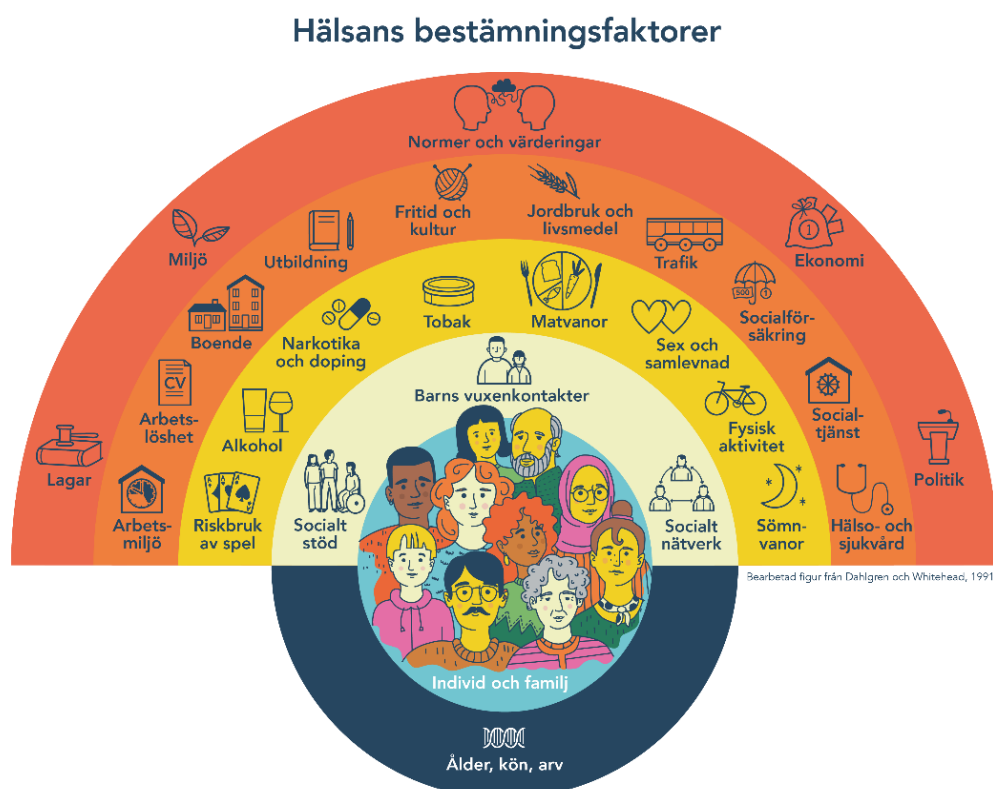 Hälsans bestämningsfaktorer
Normer och värderingar
Miljö
Ekonomi
Lagar
Politik
Fritid och
kultur
Jordbruk och
livsmedel
Utbildning
Trafik
Boende
Socialför-
säkring
Arbets-
löshet
Social-
tjänst
Arbets-
miljö
Hälso- och
sjukvård
CV
500
1
1
Tobak
Matvanor
Narkotika
och doping
Sex och
samlevnad
Alkohol
Fysisk
aktivitet
Riskbruk
av spel
Sömn-
vanor
Barns vuxenkontakter
Socialt
stöd
Socialt
nätverk
Individ och familj
Ålder, kön, arv
Bearbetad figur från Dahlgren och Whitehead, 1991